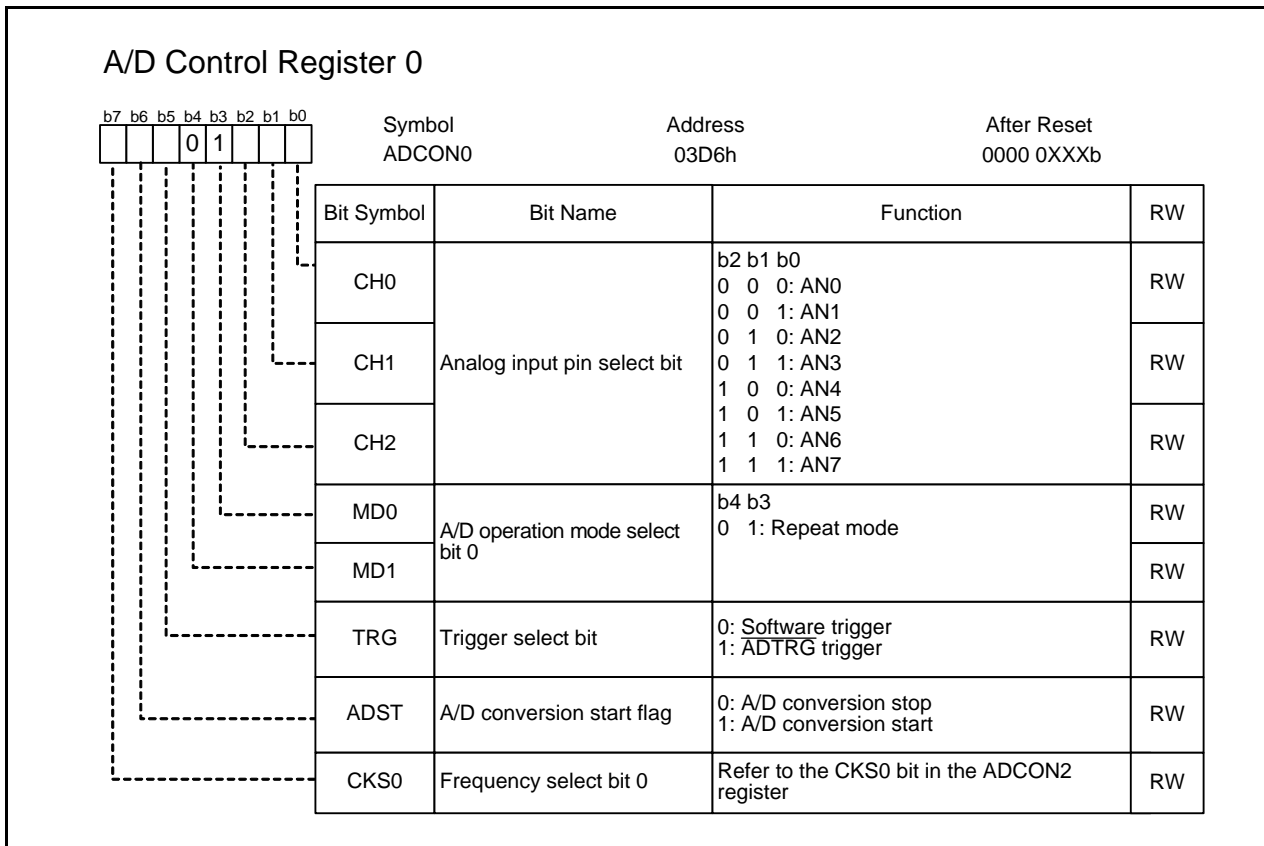 A/D Control Register 0
b7 b6 b5 b4 b3 b2 b1 b0
0 1
Symbol Address After Reset
ADCON0 03D6h 0000 0XXXb
Bit Symbol Bit Name Function RW
CH0
CH1
CH2
Analog input pin select bit
b2 b1 b0
0 0 0: AN0
0 0 1: AN1
0 1 0: AN2
0 1 1: AN3
1 0 0: AN4
1 0 1: AN5
1 1 0: AN6
1 1 1: AN7
RW
RW
RW
MD0
MD1
A/D operation mode select
bit 0
b4 b3
0 1: Repeat mode
RW
RW
TRG
Trigger select bit
0: Software trigger
1: ADTRG trigger
RW
ADST
A/D conversion start flag
0: A/D conversion stop
1: A/D conversion start
RW
CKS0
Frequency select bit 0
Refer to the CKS0 bit in the ADCON2
register
RW